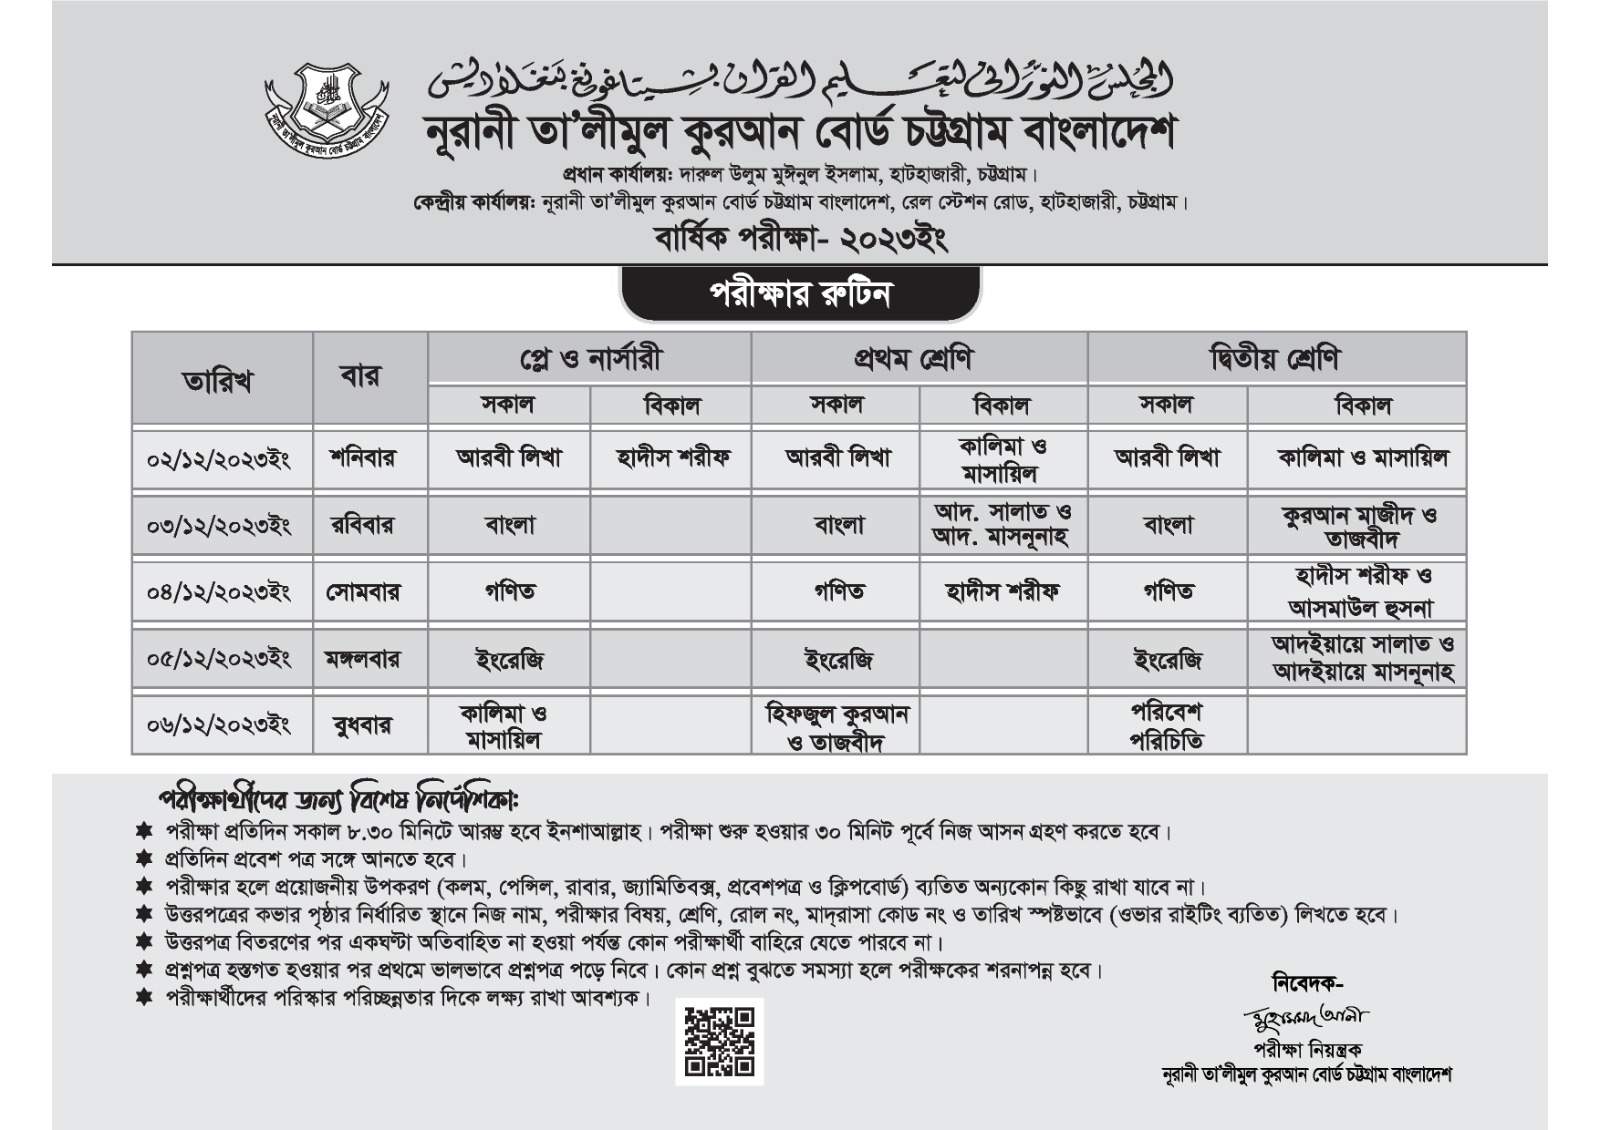 المجلس النوراني لتعليم القرآن بشيتاغونغ بنغلاديش
নূরানী তা’লীমুল কুরআন বোর্ড চট্টগ্রাম বাংলাদেশ
নূরানী তা’লীমুল কুরআন বোর্ড চট্টগ্রাম বাংলাদেশ
প্রধান কার্যালয়: দারুল উলুম মুঈনুল ইসলাম, হাটহাজারী, চট্টগ্রাম।
কেন্দ্রীয় কার্যালয়: নূরানী তা’লীমুল কুরআন বোর্ড চট্টগ্রাম বাংলাদেশ, রেল স্টেশন রোড, হাটহাজারী, চট্টগ্রাম।
বার্ষিক পরীক্ষা- ২০২৩ইং
পরীক্ষার রুটিন
তারিখ বার প্লে ও নার্সারী প্রথম শ্রেণি দ্বিতীয় শ্রেণি
সকাল বিকাল সকাল বিকাল সকাল বিকাল
০২/১২/২০২৩ইং শনিবার আরবী লিখা হাদীস শরীফ আরবী লিখা কালিমা ও মাসায়িল আরবী লিখা কালিমা ও মাসায়িল
০৩/১২/২০২৩ইং রবিবার বাংলা বাংলা আদ. সালাত ও আদ. মাসনূনাহ বাংলা কুরআন মাজীদ ও তাজবীদ
০৪/১২/২০২৩ইং সোমবার গণিত গণিত হাদীস শরীফ গণিত হাদীস শরীফ ও আসমাউল হুসনা
০৫/১২/২০২৩ইং মঙ্গলবার ইংরেজি ইংরেজি ইংরেজি আদইয়ায়ে সালাত ও আদইয়ায়ে মাসনূনাহ
০৬/১২/২০২৩ইং বুধবার কালিমা ও মাসায়িল হিফজুল কুরআন ও তাজবীদ পরিবেশ পরিচিতি
পরীক্ষার্থীদের জন্য বিশেষ নির্দেশিকা:
✶ পরীক্ষা প্রতিদিন সকাল ৮.৩০ মিনিটে আরম্ভ হবে ইনশাআল্লাহ। পরীক্ষা শুরু হওয়ার ৩০ মিনিট পূর্বে নিজ আসন গ্রহণ করতে হবে।
✶ প্রতিদিন প্রবেশ পত্র সঙ্গে আনতে হবে।
✶ পরীক্ষার হলে প্রয়োজনীয় উপকরণ (কলম, পেন্সিল, রাবার, জ্যামিতিবক্স, প্রবেশপত্র ও ক্লিপবোর্ড) ব্যতিত অন্যকোন কিছু রাখা যাবে না।
✶ উত্তরপত্রের কভার পৃষ্ঠার নির্ধারিত স্থানে নিজ নাম, পরীক্ষার বিষয়, শ্রেণি, রোল নং, মাদ্‌রাসা কোড নং ও তারিখ স্পষ্টভাবে (ওভার রাইটিং ব্যতিত) লিখতে হবে।
✶ উত্তরপত্র বিতরণের পর একঘণ্টা অতিবাহিত না হওয়া পর্যন্ত কোন পরীক্ষার্থী বাহিরে যেতে পারবে না।
✶ প্রশ্নপত্র হস্তগত হওয়ার পর প্রথমে ভালভাবে প্রশ্নপত্র পড়ে নিবে। কোন প্রশ্ন বুঝতে সমস্যা হলে পরীক্ষকের শরনাপন্ন হবে।
✶ পরীক্ষার্থীদের পরিস্কার পরিচ্ছন্নতার দিকে লক্ষ্য রাখা আবশ্যক।
নিবেদক-
পরীক্ষা নিয়ন্ত্রক
নূরানী তা’লীমুল কুরআন বোর্ড চট্টগ্রাম বাংলাদেশ